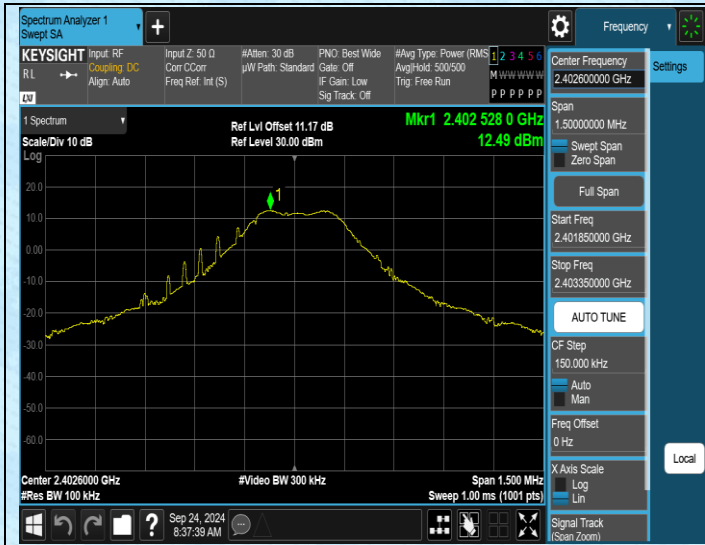 Spectrum Analyzer 1
Swept SA
+
Frequency
KEYSIGHT
RL
LXI
Input: RF
Coupling: DC
Align: Auto
Input Z: 50 Ω
Corr CCorr
Freq Ref: Int (S)
#Atten: 30 dB
µW Path: Standard
PNO: Best Wide
Gate: Off
IF Gain: Low
Sig Track: Off
#Avg Type: Power (RMS
Avg|Hold: 500/500
Trig: Free Run
1 2 3 4 5 6
M W W W W W
P P P P P P
1 Spectrum
Scale/Div 10 dB
Log
Ref Lvl Offset 11.17 dB
Ref Level 30.00 dBm
Mkr1 2.402 528 0 GHz
12.49 dBm
1
20.0
10.0
0.00
-10.0
-20.0
-30.0
-40.0
-50.0
-60.0
Center 2.4026000 GHz
#Res BW 100 kHz
#Video BW 300 kHz
Span 1.500 MHz
Sweep 1.00 ms (1001 pts)
Center Frequency
2.402600000 GHz
Settings
Span
1.50000000 MHz
Swept Span
Zero Span
Full Span
Start Freq
2.401850000 GHz
Stop Freq
2.403350000 GHz
AUTO TUNE
CF Step
150.000 kHz
Auto
Man
Freq Offset
0 Hz
X Axis Scale
Log
Lin
Local
Signal Track
(Span Zoom)
?
Sep 24, 2024
8:37:39 AM